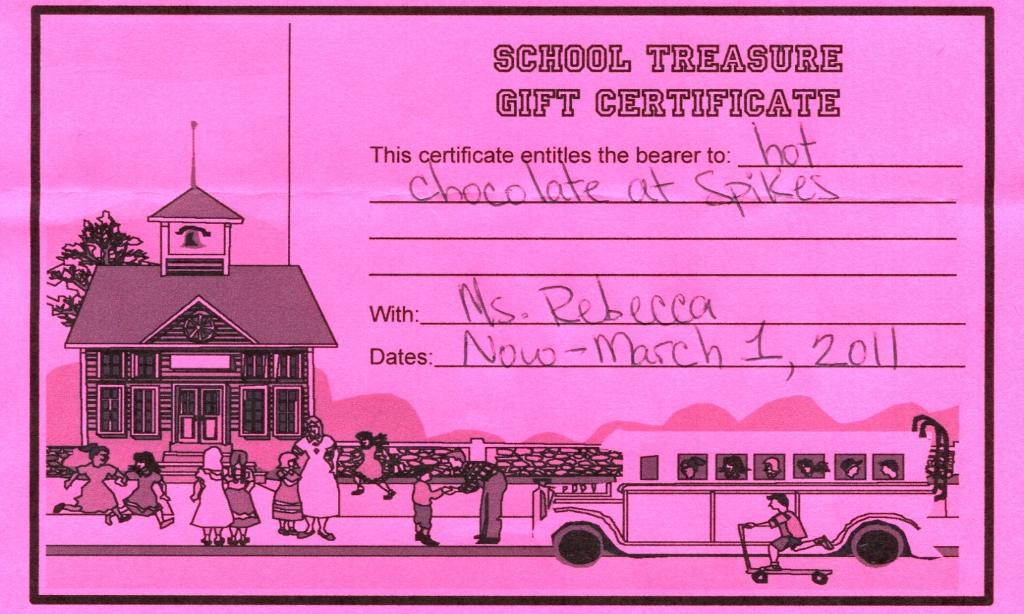 SCHOOL TREASURE
GIFT CERTIFICATE
This certificate entitles the bearer to: hot
chocolate at Spikes
With: Ms. Rebecca
Dates: Now - March 1, 2011